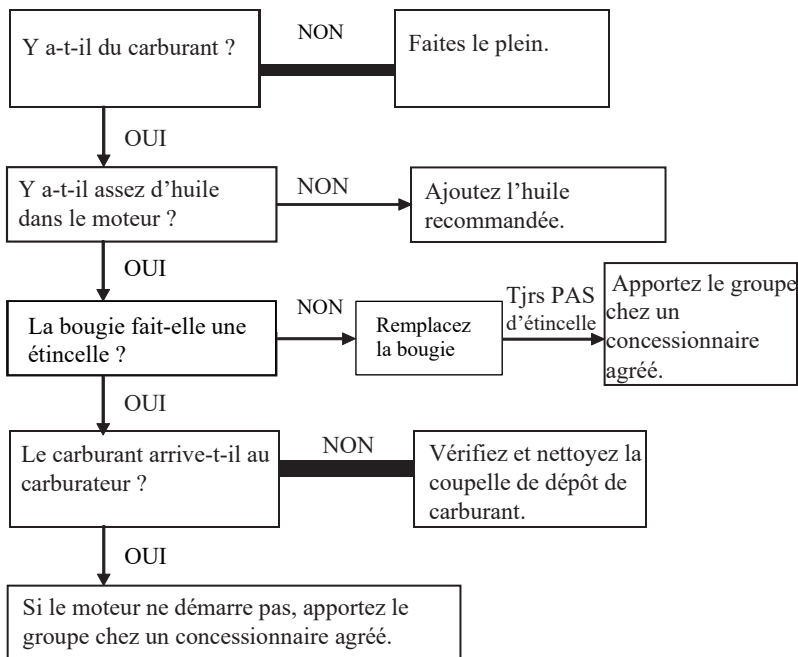 Y a-t-il du carburant ?
NON
Faites le plein.
OUI
Y a-t-il assez d’huile
dans le moteur ?
NON
Ajoutez l’huile
recommandée.
OUI
La bougie fait-elle une
étincelle ?
NON
Remplacez
la bougie
Tjrs PAS
d’étincelle
Apportez le groupe
chez un
concessionnaire
agréé.
OUI
Le carburant arrive-t-il au
carburateur ?
NON
Vérifiez et nettoyez la
coupelle de dépôt de
carburant.
OUI
Si le moteur ne démarre pas, apportez le
groupe chez un concessionnaire agréé.